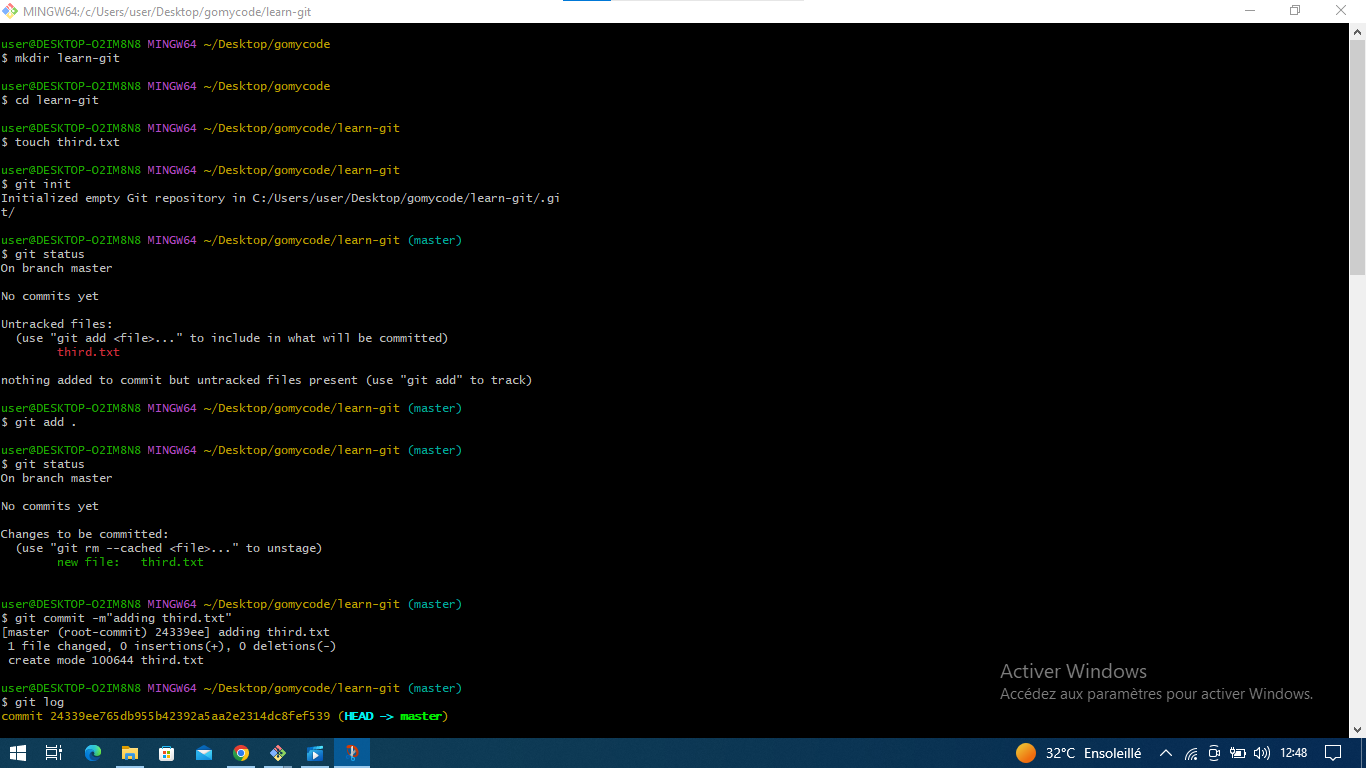 MINGW64:/c/Users/user/Desktop/gomycode/learn-git
user@DESKTOP-O2IM8N8 MINGW64 ~/Desktop/gomycode
$ mkdir learn-git
user@DESKTOP-O2IM8N8 MINGW64 ~/Desktop/gomycode
$ cd learn-git
user@DESKTOP-O2IM8N8 MINGW64 ~/Desktop/gomycode/learn-git
$ touch third.txt
user@DESKTOP-O2IM8N8 MINGW64 ~/Desktop/gomycode/learn-git
$ git init
Initialized empty Git repository in C:/Users/user/Desktop/gomycode/learn-git/.gi
t/
user@DESKTOP-O2IM8N8 MINGW64 ~/Desktop/gomycode/learn-git (master)
$ git status
On branch master
No commits yet
Untracked files:
  (use "git add <file>..." to include in what will be committed)
        third.txt
nothing added to commit but untracked files present (use "git add" to track)
user@DESKTOP-O2IM8N8 MINGW64 ~/Desktop/gomycode/learn-git (master)
$ git add .
user@DESKTOP-O2IM8N8 MINGW64 ~/Desktop/gomycode/learn-git (master)
$ git status
On branch master
No commits yet
Changes to be committed:
  (use "git rm --cached <file>..." to unstage)
        new file:   third.txt
user@DESKTOP-O2IM8N8 MINGW64 ~/Desktop/gomycode/learn-git (master)
$ git commit -m"adding third.txt"
[master (root-commit) 24339ee] adding third.txt
 1 file changed, 0 insertions(+), 0 deletions(-)
 create mode 100644 third.txt
user@DESKTOP-O2IM8N8 MINGW64 ~/Desktop/gomycode/learn-git (master)
$ git log
commit 24339ee765db955b42392a5aa2e2314dc8fef539 (HEAD -> master)
Activer Windows
Accédez aux paramètres pour activer Windows.
32°C Ensoleillé
12:48